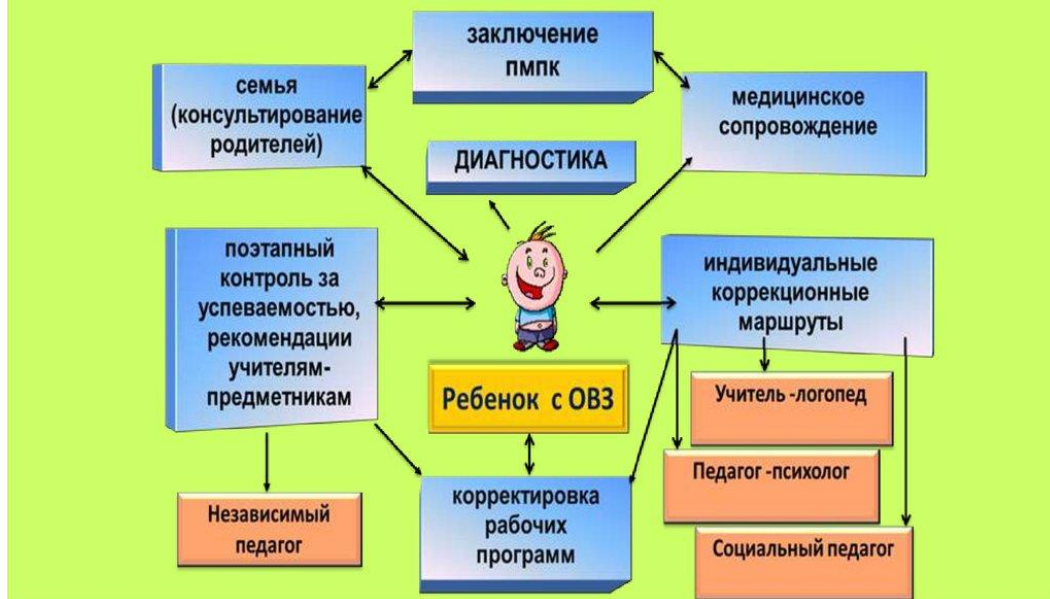 заключение
пмпк
семья
(консультирование
родителей)
медицинское
сопровождение
ДИАГНОСТИКА
поэтапный
контроль за
успеваемостью,
рекомендации
учителям-
предметникам
индивидуальные
коррекционные
маршруты
Ребенок с ОВЗ
Учитель -логопед
Педагог -психолог
Социальный педагог
Независимый
педагог
корректировка
рабочих
программ